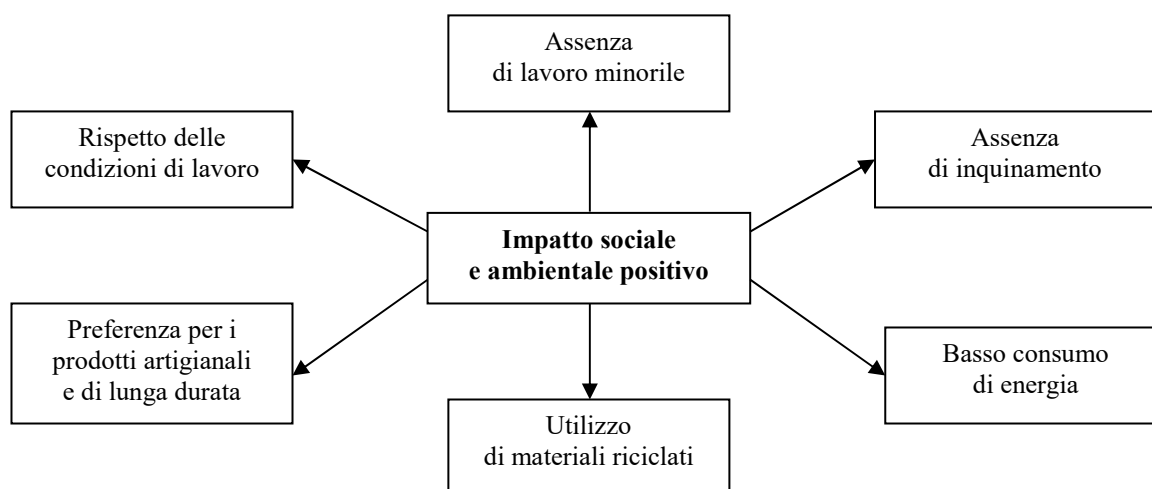 Assenza
di lavoro minorile
Rispetto delle
condizioni di lavoro
Assenza
di inquinamento
Impatto sociale
e ambientale positivo
Preferenza per i
prodotti artigianali
e di lunga durata
Basso consumo
di energia
Utilizzo
di materiali riciclati